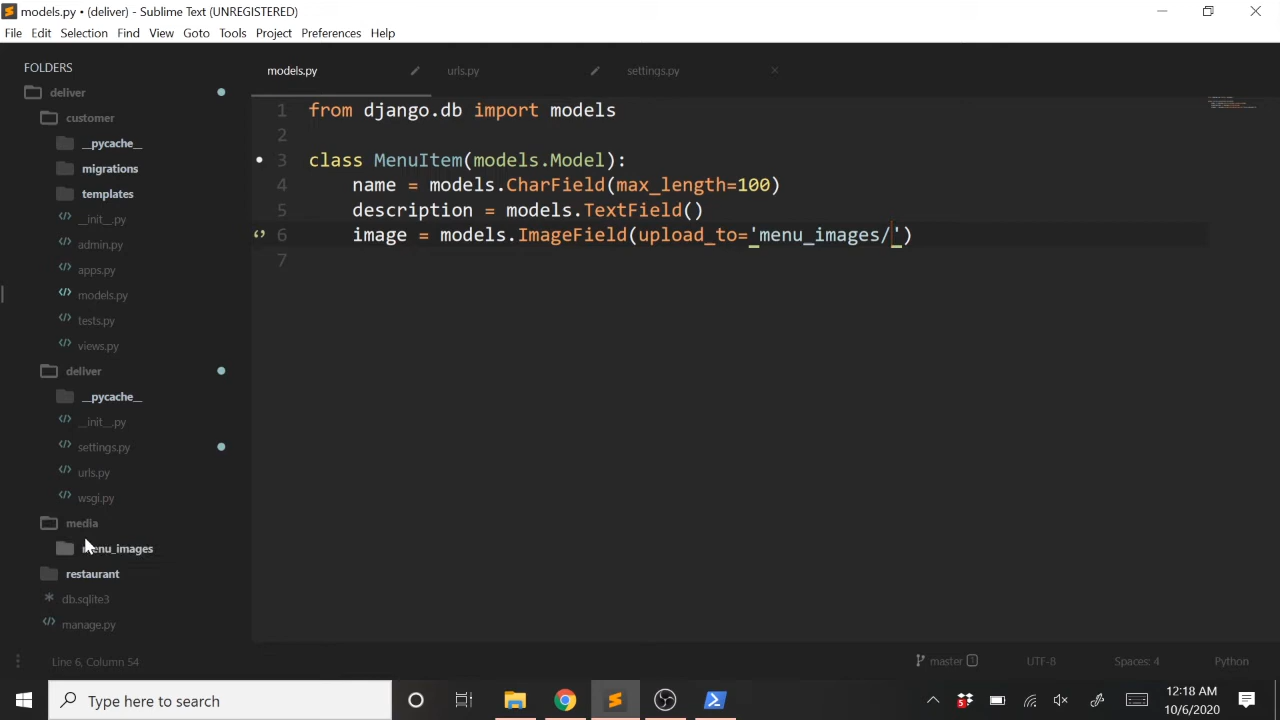 models.py • (deliver) - Sublime Text (UNREGISTERED)
File Edit Selection Find View Goto Tools Project Preferences Help
FOLDERS
deliver
customer
__pycache__
migrations
templates
__init__.py
admin.py
apps.py
models.py
tests.py
views.py
deliver
__pycache__
__init__.py
settings.py
urls.py
wsgi.py
media
menu_images
restaurant
db.sqlite3
manage.py
models.py urls.py settings.py
1 from django.db import models
2
3 class MenuItem(models.Model):
4 name = models.CharField(max_length=100)
5 description = models.TextField()
6 image = models.ImageField(upload_to='menu_images/')
7
Line 6, Column 54 master 1 UTF-8 Spaces: 4 Python
Type here to search
12:18 AM
10/6/2020